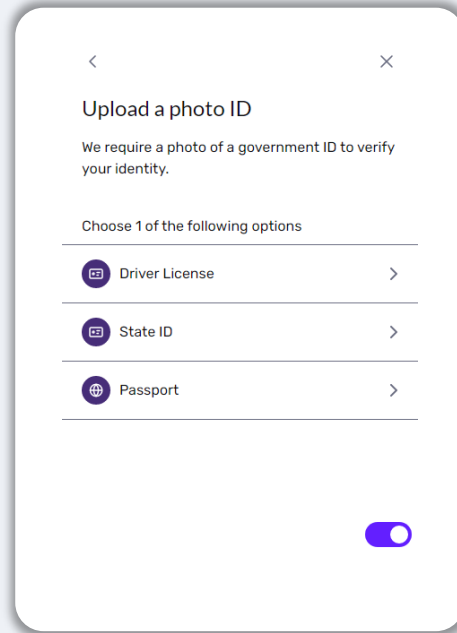 Upload a photo ID
We require a photo of a government ID to verify
your identity.
Choose 1 of the following options
Driver License
State ID
Passport